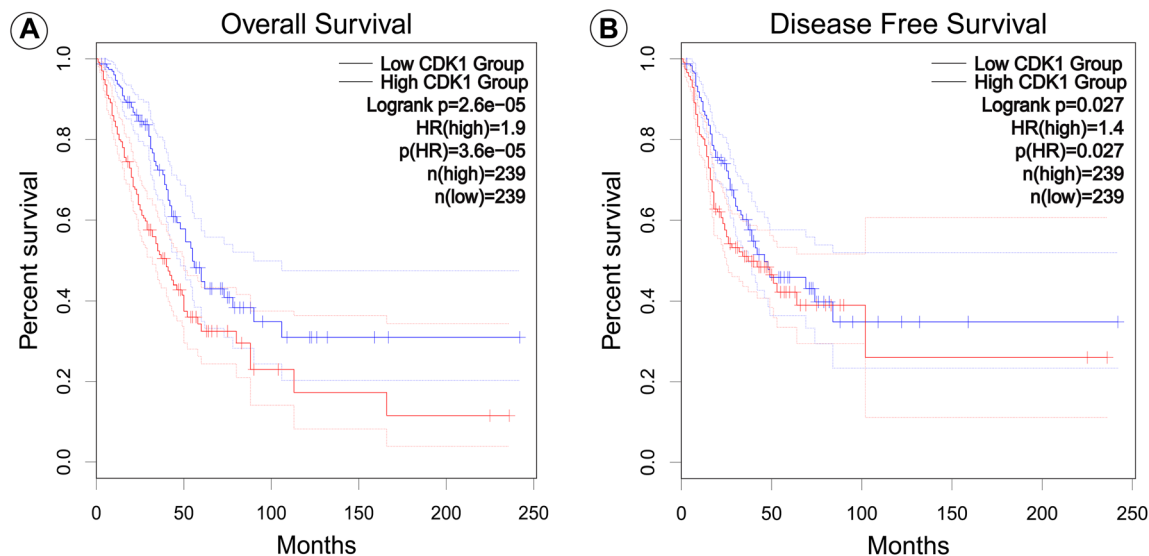 A
Overall Survival
Percent survival
1.0
0.8
0.6
0.4
0.2
0.0
Low CDK1 Group
High CDK1 Group
Logrank p=2.6e−05
HR(high)=1.9
p(HR)=3.6e−05
n(high)=239
n(low)=239
0 50 100 150 200 250
Months
B
Disease Free Survival
Percent survival
1.0
0.8
0.6
0.4
0.2
0.0
Low CDK1 Group
High CDK1 Group
Logrank p=0.027
HR(high)=1.4
p(HR)=0.027
n(high)=239
n(low)=239
0 50 100 150 200 250
Months